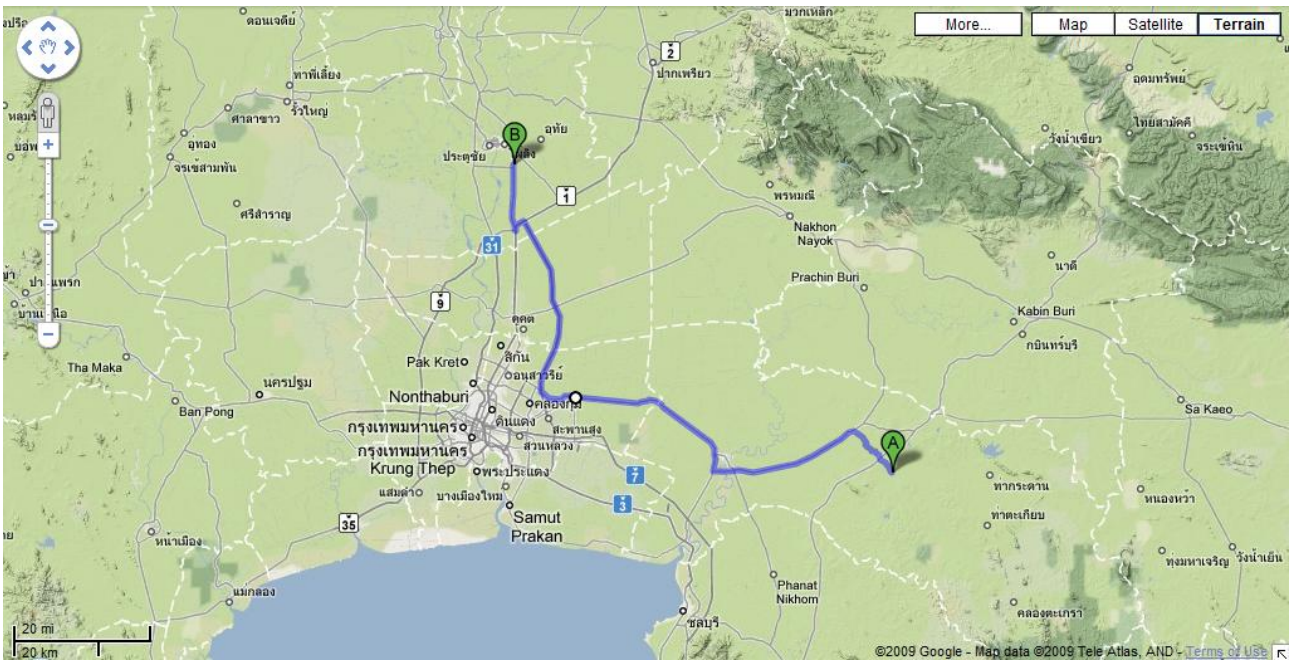 ดอนเจดีย์
มวกเหล็ก
More...
Map
Satellite
Terrain
2
ปากเพรียว
อุดมทรัพย์
ท่าพี่เลี้ยง
รั้วใหญ่
ศาลาขาว
อู่ทอง
B
อุทัย
ประตูชัย
วังน้ำเขียว
ไทยสามัคคี
จระเข้หิน
จรเข้สามพัน
พรหมณี
1
ศรีสำราญ
Nakhon
Nayok
31
นาดี
Prachin Buri
9
Kabin Buri
กบินทร์บุรี
คูคต
Tha Maka
Pak Kret
สีกัน
อนุสาวรีย์
นครปฐม
Nonthaburi
Ban Pong
คลองกุ่ม
Sa Kaeo
กรุงเทพมหานคร
ดินแดง
สะพานสูง
กรุงเทพมหานคร
สวนหลวง
A
Krung Thep
พระประแดง
7
ท่ากระดาน
แสมดำ
บางเมืองใหม่
3
หนองหว้า
Samut
Prakan
35
ท่าตะเกียบ
หน้าเมือง
ทุ่งมหาเจริญ
วังน้ำเย็น
แม่กลอง
Phanat
Nikhom
คลองตะเกรา
ชลบุรี
20 mi
20 km
©2009 Google - Map data ©2009 Tele Atlas, AND - Terms of Use